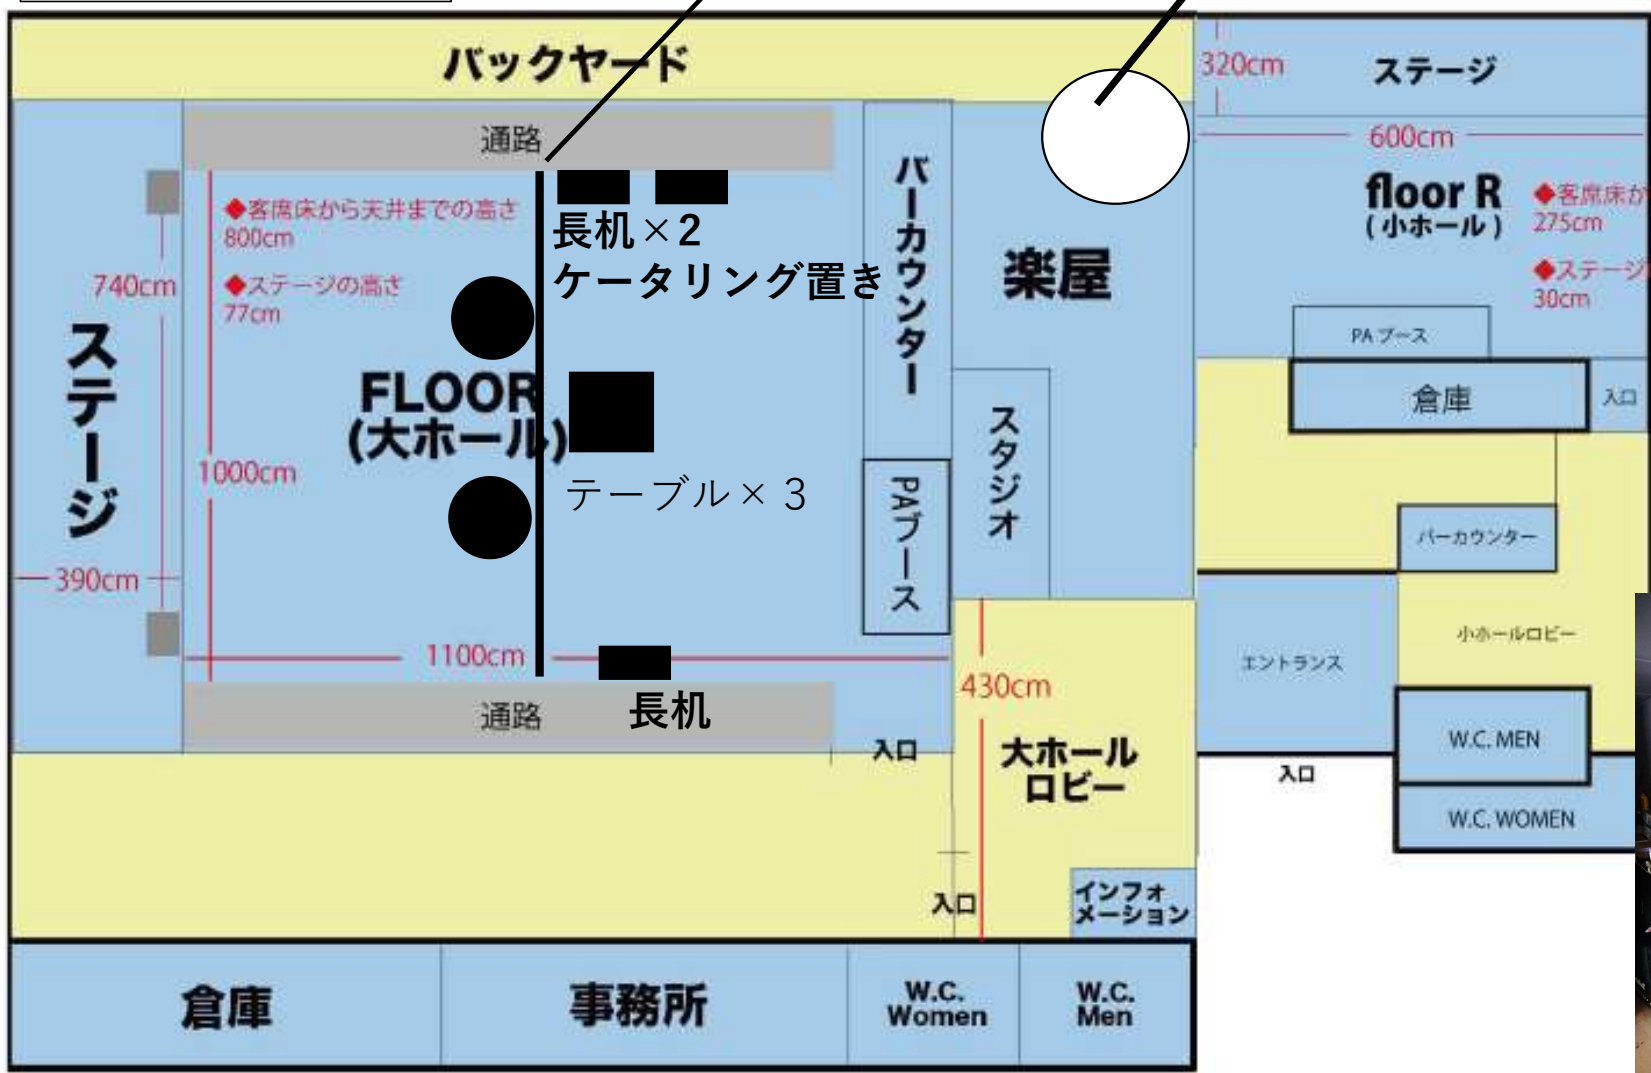 バックヤード
320cm
ステージ
通路
600cm
バーカウンター
floor R
(小ホール)
◆客席床か
275cm
◆ステージ
30cm
◆客席床から天井までの高さ
800cm
◆ステージの高さ
77cm
長机×2
ケータリング置き
楽屋
740cm
ステージ
PAブース
倉庫
入口
FLOOR
(大ホール)
スタジオ
1000cm
テーブル×３
PAブース
バーカウンター
390cm
小ホールロビー
エントランス
1100cm
430cm
通路
長机
入口
大ホール
ロビー
入口
W.C. MEN
W.C. WOMEN
入口
インフォ
メーション
倉庫
事務所
W.C.
Women
W.C.
Men